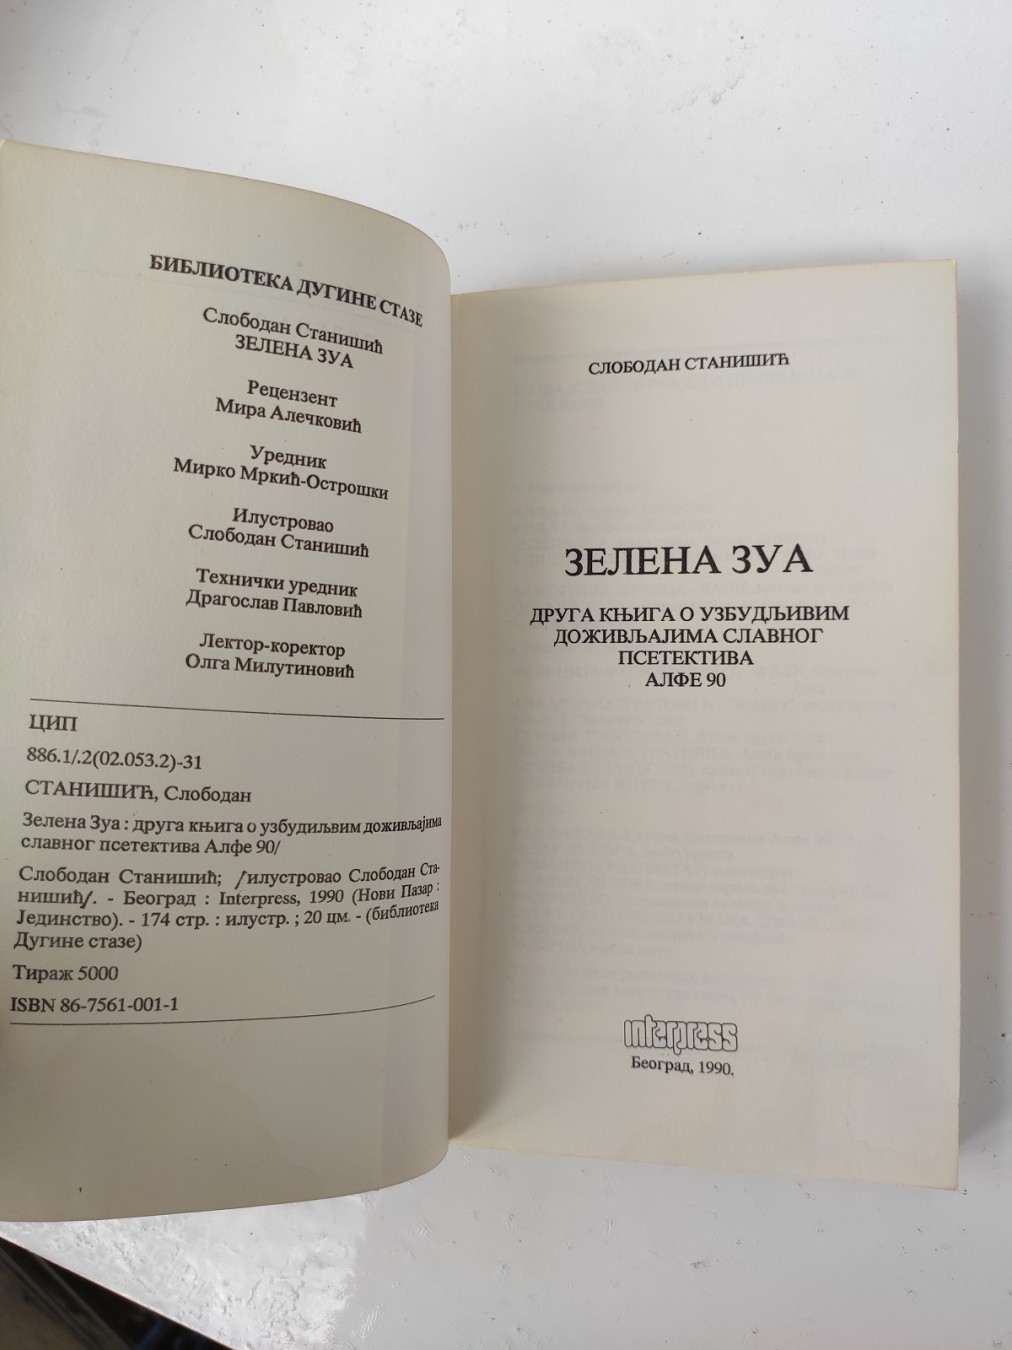 БИБЛИОТЕКА ДУГИНЕ СТАЗЕ
Слободан Станишић
ЗЕЛЕНА ЗУА
Рецензент
Мира Алечковић
Уредник
Мирко Мркић-Острошки
Илустровао
Слободан Станишић
Технички уредник
Драгослав Павловић
Лектор-коректор
Олга Милутиновић
ЦИП
886.1/.2(02.053.2)-31
СТАНИШИЋ, Слободан
Зелена Зуа : друга књига о узбудиљвим доживљајима
славног псетектива Алфе 90/
Слободан Станишић; /илустровао Слободан Ста-
нишић/. - Београд : Interpress, 1990 (Нови Пазар :
Јединство). - 174 стр. : илустр. ; 20 цм. - (библиотека
Дугине стазе)
Тираж 5000
ISBN 86-7561-001-1
СЛОБОДАН СТАНИШИЋ
ЗЕЛЕНА ЗУА
ДРУГА КЊИГА О УЗБУДЉИВИМ
ДОЖИВЉАЈИМА СЛАВНОГ
ПСЕТЕКТИВА
АЛФЕ 90
interpress
Београд, 1990.